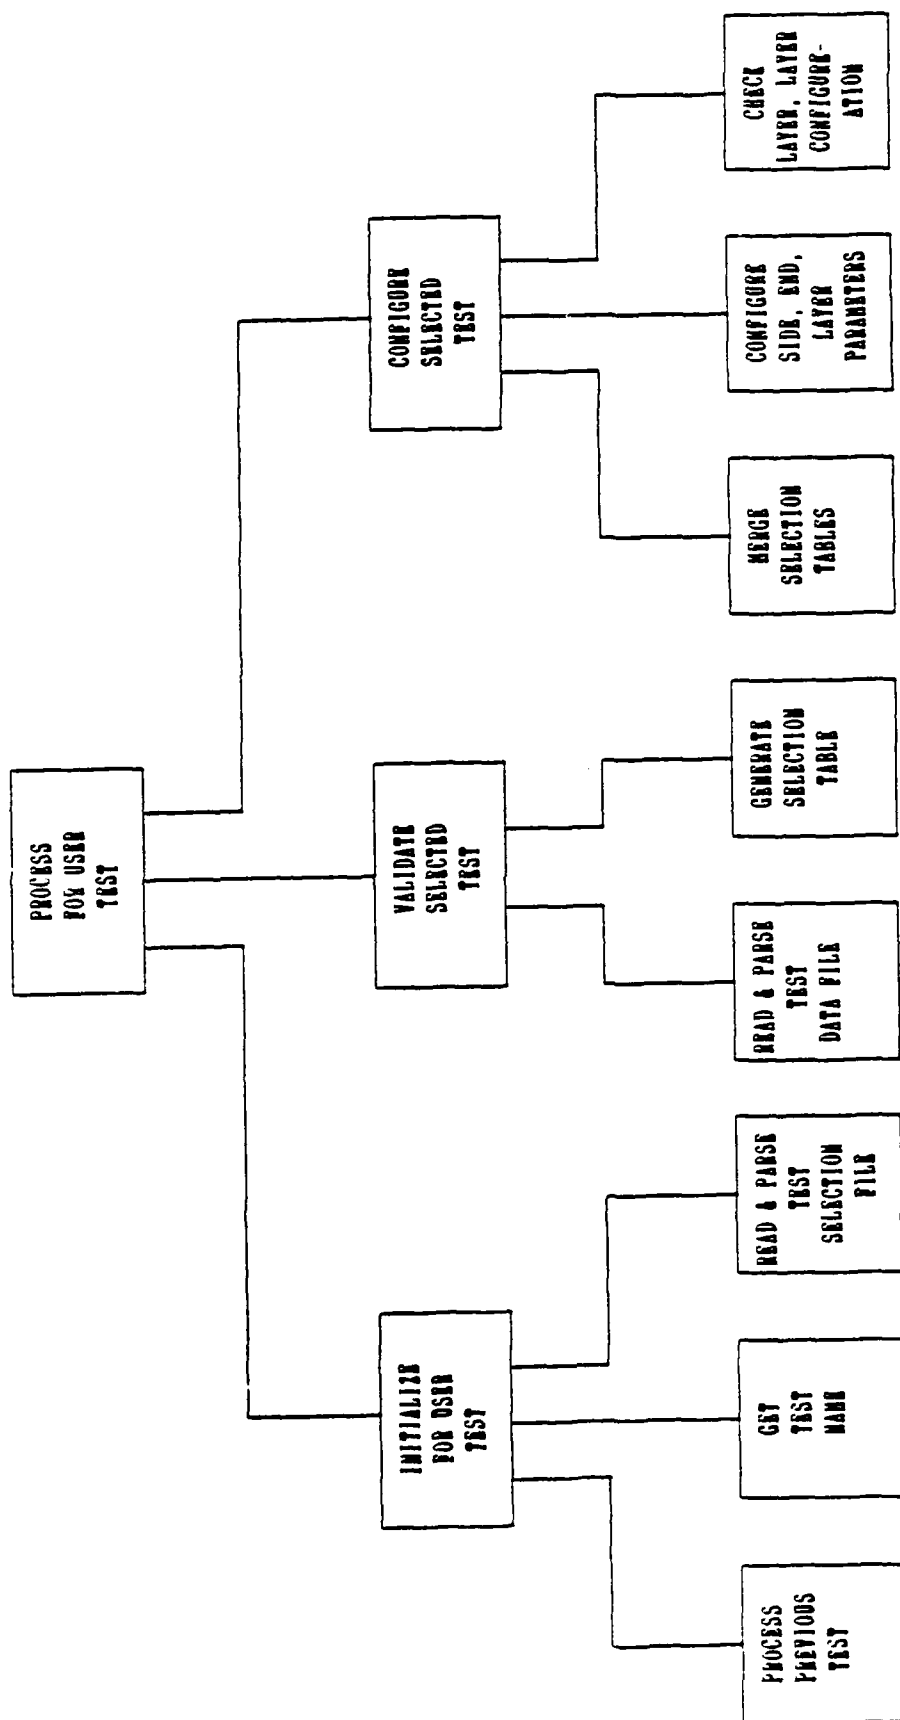 PROCESS
FOR USER
TEST
INITIALIZE
FOR USER
TEST
VALIDATE
SELECTED
TEST
CONFIGURE
SELECTED
TEST
PROCESS
PREVIOUS
TEST
GET
TEST
NAME
READ & PARSE
TEST
SELECTION
FILE
READ & PARSE
TEST
DATA FILE
GENERATE
SELECTION
TABLE
MERGE
SELECTION
TABLES
CONFIGURE
SIDE, END,
LAYER
PARAMETERS
CHECK
LAYER, LAYER
CONFIGURE-
ATION